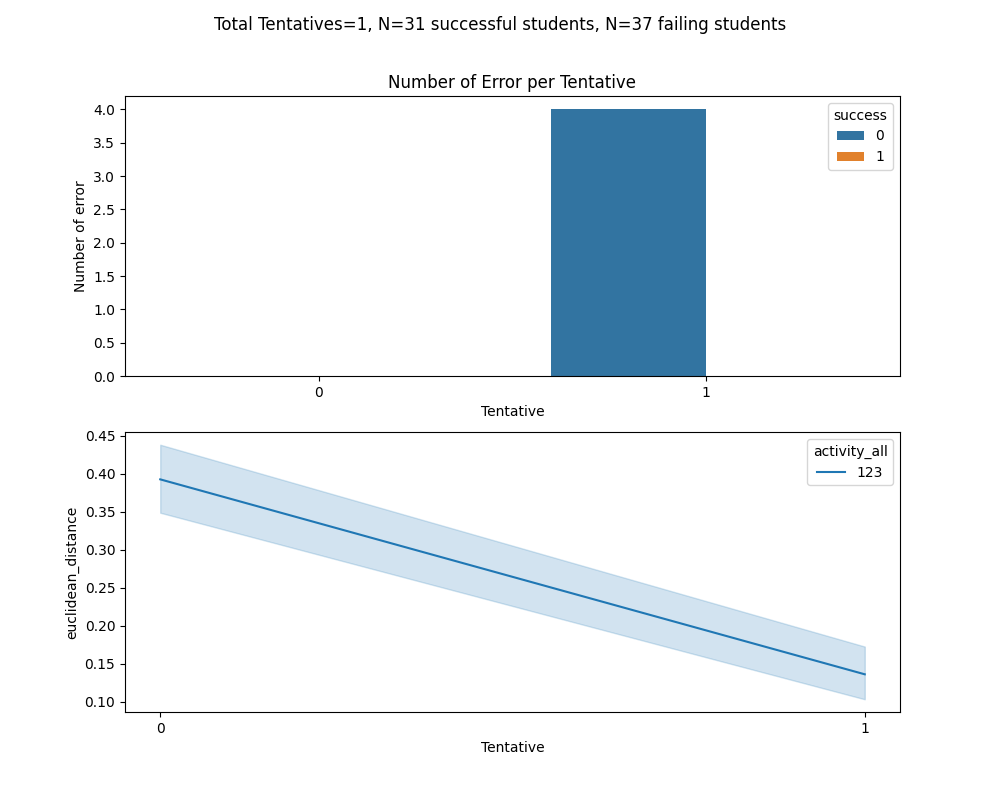 Total Tentatives=1, N=31 successful students, N=37 failing students
Number of Error per Tentative
4.0
3.5
3.0
2.5
2.0
1.5
1.0
0.5
0.0
Number of error
success
0
1
0 1
Tentative
0.45
0.40
0.35
0.30
0.25
0.20
0.15
0.10
euclidean_distance
activity_all
123
0 1
Tentative